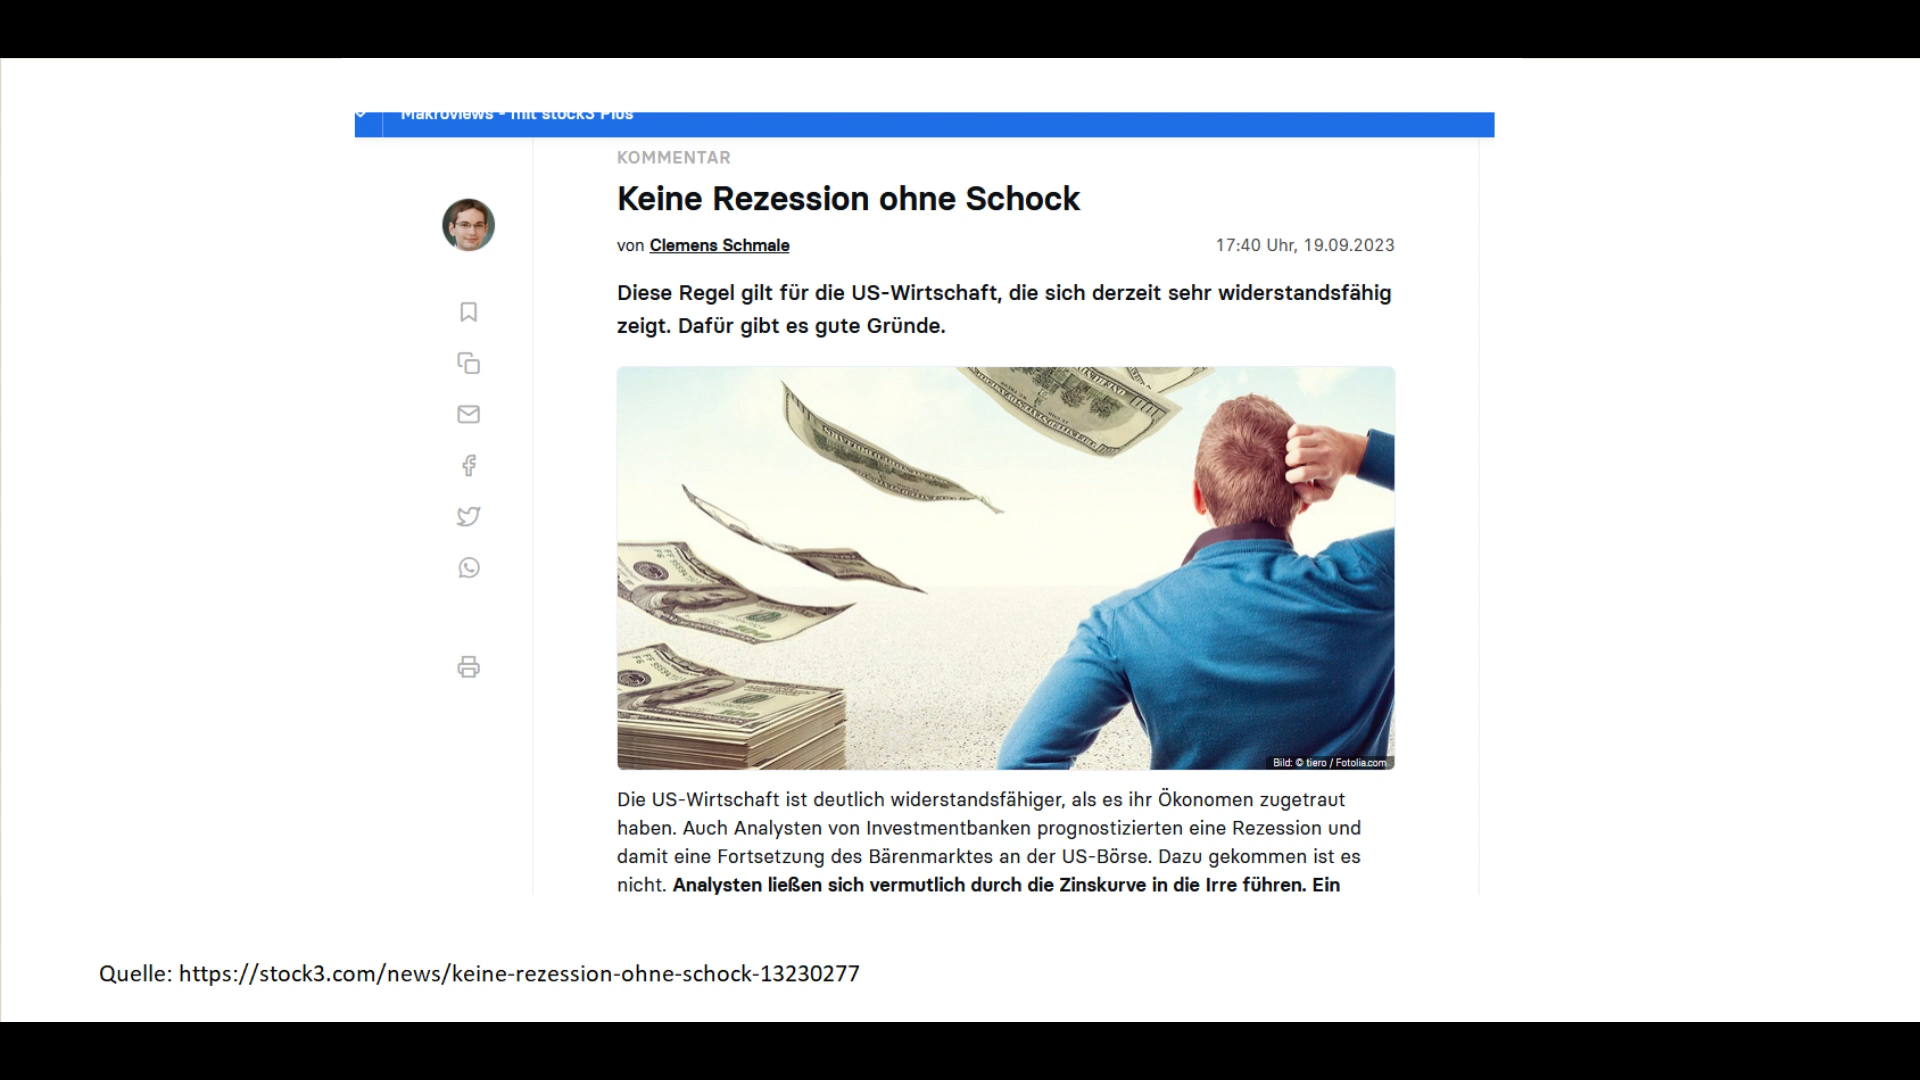 Makroviews - mit stock3 Plus
KOMMENTAR
Keine Rezession ohne Schock
von Clemens Schmale
17:40 Uhr, 19.09.2023
Diese Regel gilt für die US-Wirtschaft, die sich derzeit sehr widerstandsfähig
zeigt. Dafür gibt es gute Gründe.
Bild: © tiero / Fotolia.com
Die US-Wirtschaft ist deutlich widerstandsfähiger, als es ihr Ökonomen zugetraut
haben. Auch Analysten von Investmentbanken prognostizierten eine Rezession und
damit eine Fortsetzung des Bärenmarktes an der US-Börse. Dazu gekommen ist es
nicht. Analysten ließen sich vermutlich durch die Zinskurve in die Irre führen. Ein
Quelle: https://stock3.com/news/keine-rezession-ohne-schock-13230277